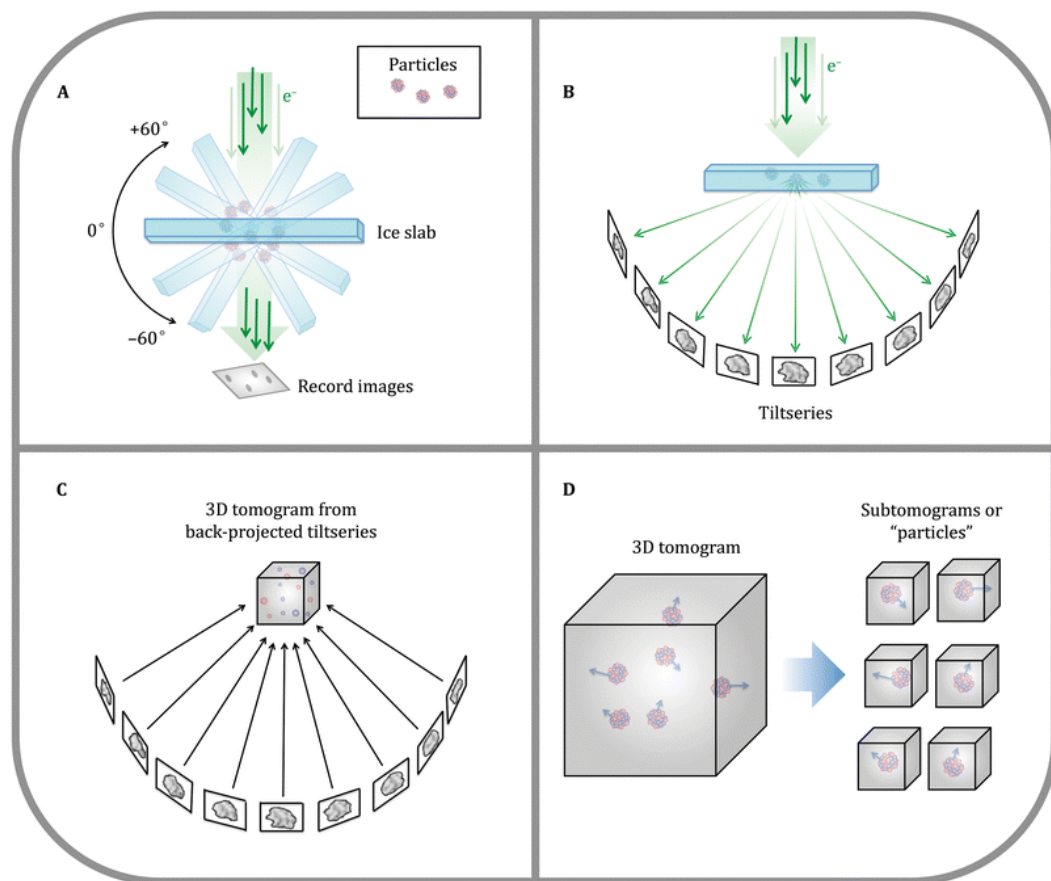 A
Particles
e⁻
+60°
0°
Ice slab
−60°
Record images
B
e⁻
Tiltseries
C
3D tomogram from
back-projected tiltseries
D
Subtomograms or
“particles”
3D tomogram